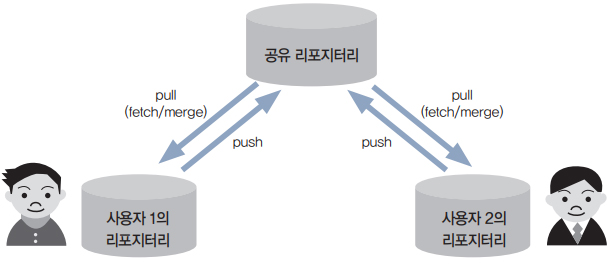 공유 리포지터리
pull
(fetch/merge)
push
pull
(fetch/merge)
push
사용자 1의
리포지터리
사용자 2의
리포지터리